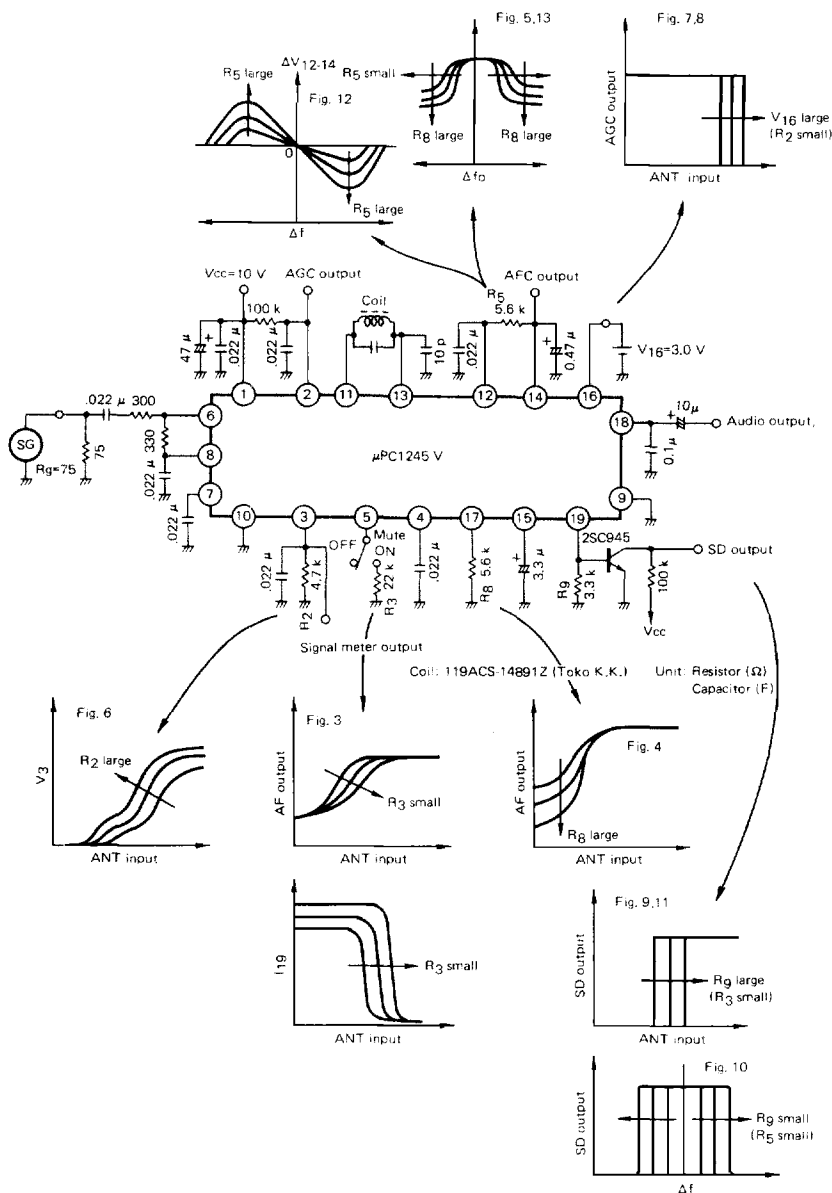 ΔV12-14
R5 large
Fig. 12
0
R5 large
Δf
Fig. 5,13
R5 small
R8 large
R8 large
Δfo
Fig. 7,8
AGC output
V16 large
(R2 small)
ANT input
Vcc=10 V
AGC output
100 k
47 μ
+
.022 μ
.022 μ
Coil
10 p
R5
5.6 k
AFC output
.022 μ
+
0.47 μ
V16=3.0 V
1
2
11
13
12
14
16
SG
Rg=75
75
.022 μ
300
330
.022 μ
.022 μ
6
8
7
μPC1245 V
18
+
10μ
Audio output,
0.1μ
9
10
3
5
4
17
15
19
.022 μ
R2
4.7 k
OFF
Mute
ON
R3
22 k
.022 μ
R8
5.6 k
+
3.3 μ
R9
3.3 k
2SC945
SD output
100 k
Vcc
Signal meter output
Coil: 119ACS-14891Z (Toko K.K.)
Unit: Resistor (Ω)
Capacitor (F)
Fig. 6
V3
R2 large
ANT input
Fig. 3
AF output
R3 small
ANT input
Fig. 4
AF output
R8 large
ANT input
I19
R3 small
ANT input
Fig. 9,11
SD output
R9 large
(R3 small)
ANT input
Fig. 10
SD output
R9 small
(R5 small)
Δf